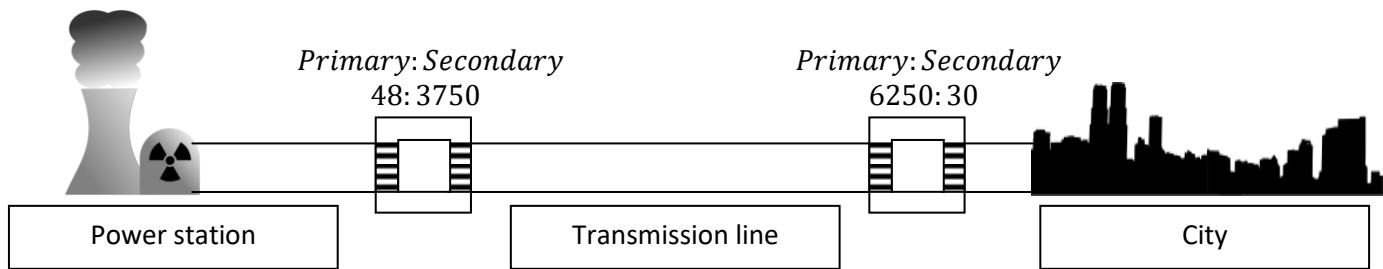 Primary: Secondary
48: 3750
Primary: Secondary
6250: 30
Power station
Transmission line
City